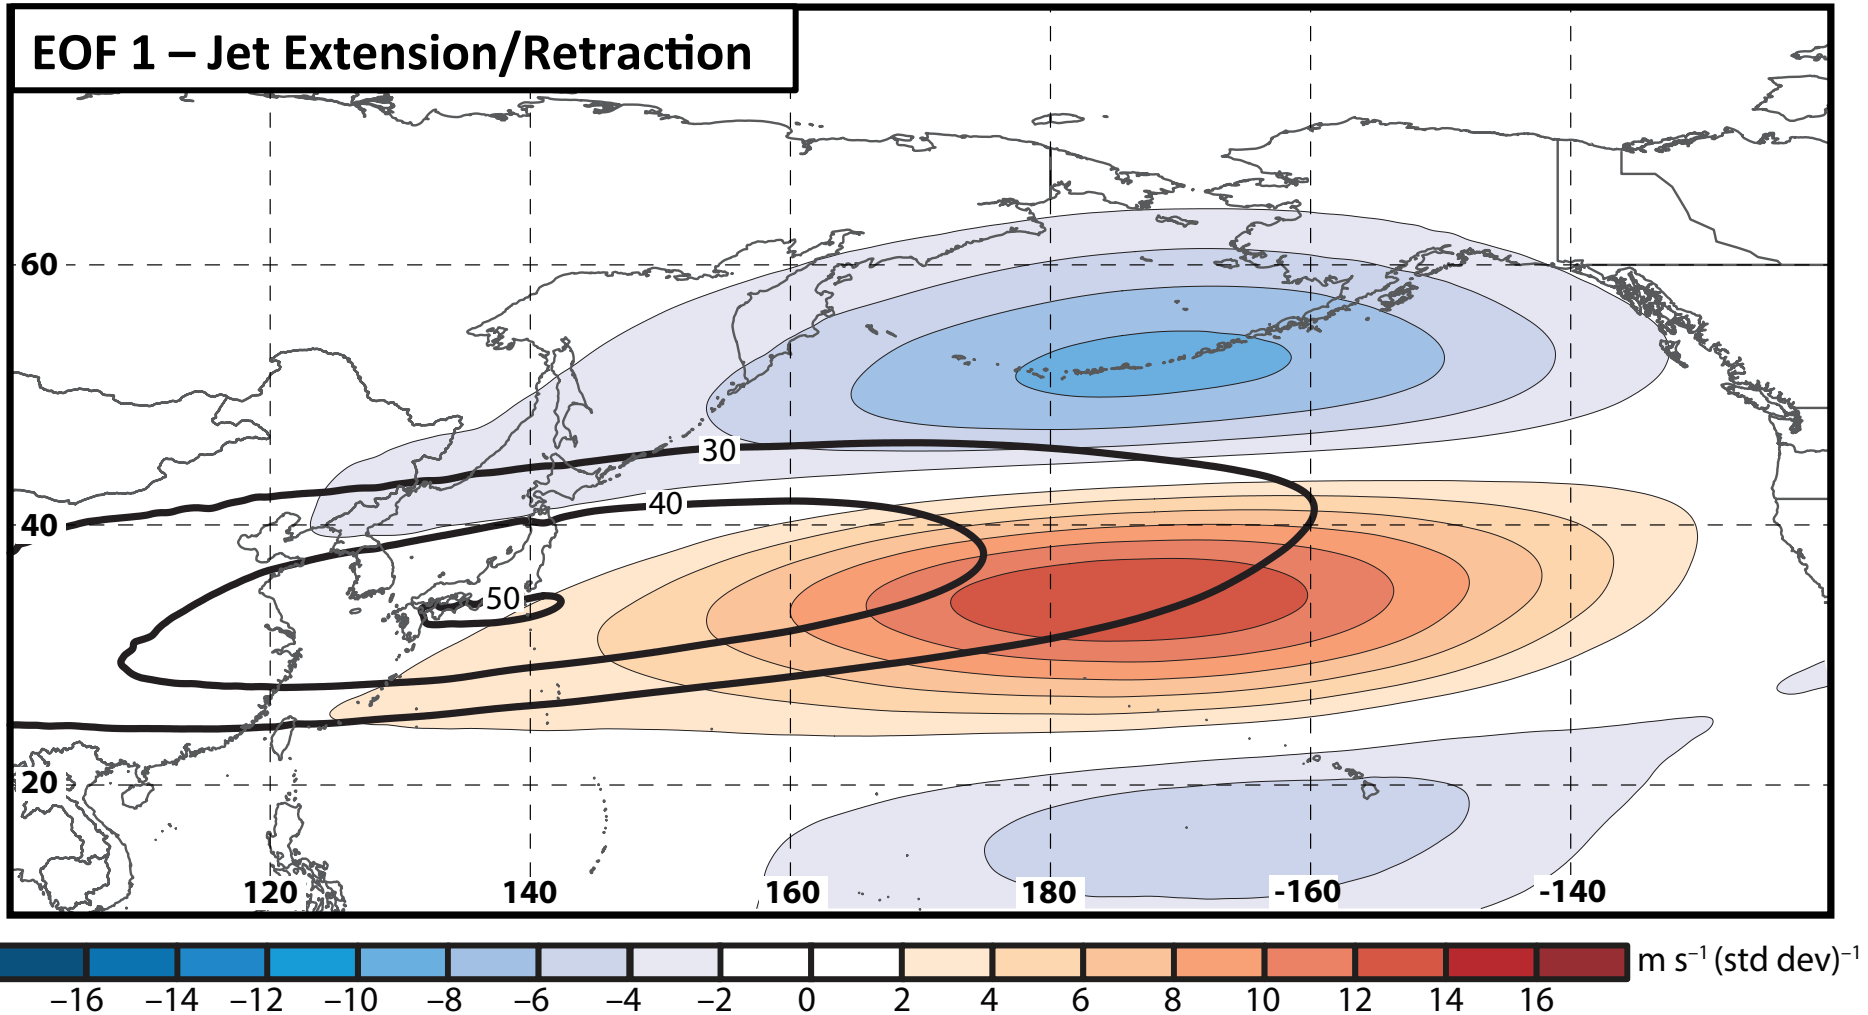 EOF 1 – Jet Extension/Retraction
60
30
40
40
50
20
120 140 160 180 -160 -140
−16 −14 −12 −10 −8 −6 −4 −2 0 2 4 6 8 10 12 14 16 m s⁻¹ (std dev)⁻¹